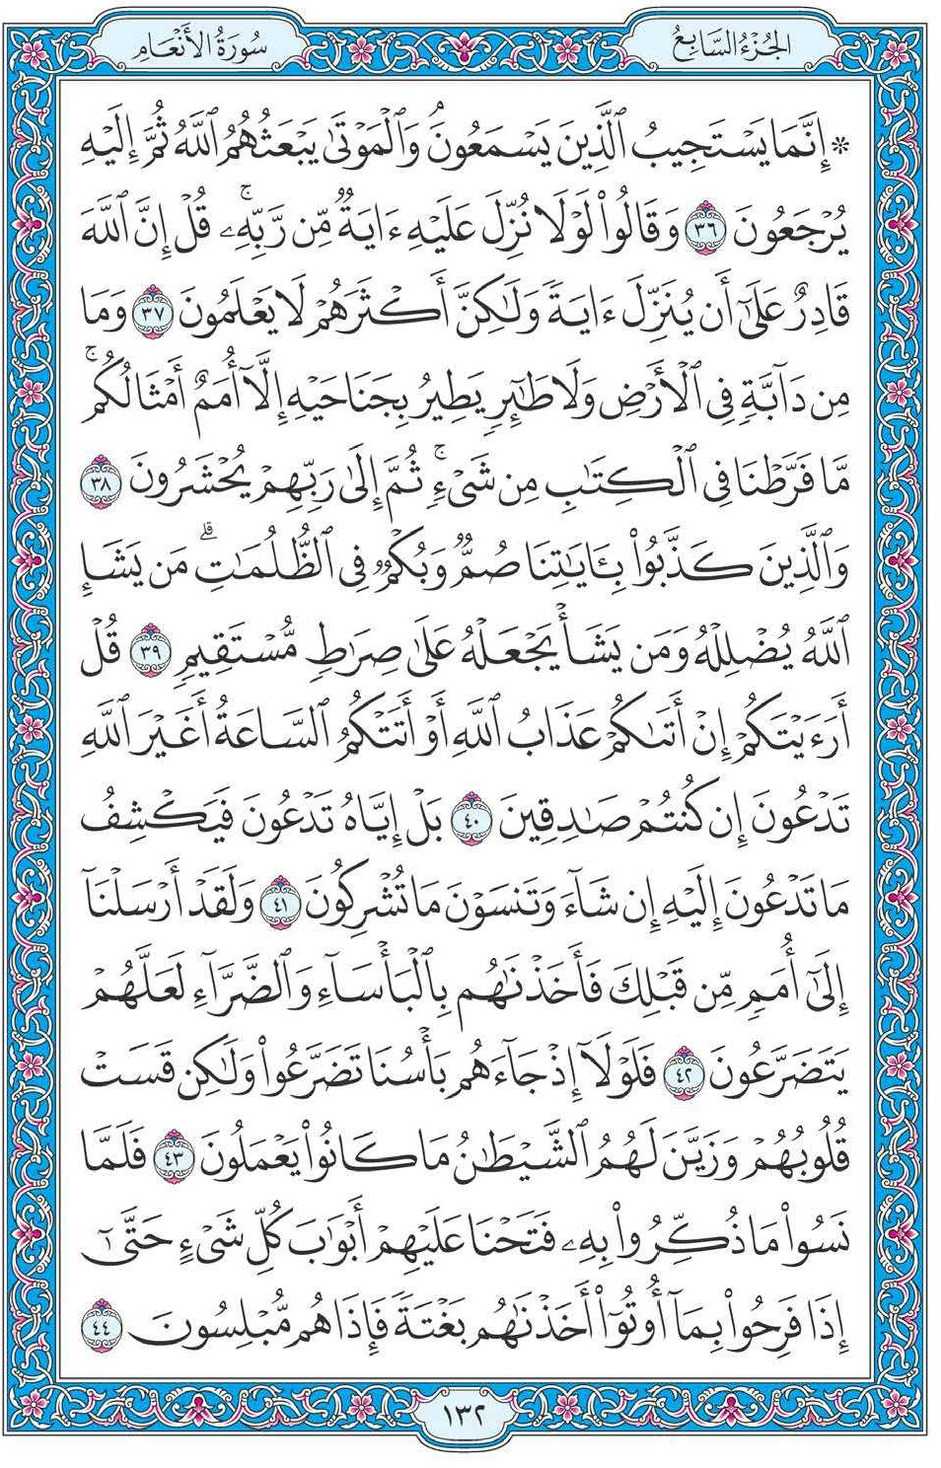 الجُزْءُ السَّابِعُ
سُورَةُ الأَنْعَام
۞ إِنَّمَا يَسْتَجِيبُ ٱلَّذِينَ يَسْمَعُونَۘ وَٱلْمَوْتَىٰ يَبْعَثُهُمُ ٱللَّهُ ثُمَّ إِلَيْهِ
يُرْجَعُونَ ٣٦ وَقَالُوا۟ لَوْلَا نُزِّلَ عَلَيْهِ ءَايَةٌ مِّن رَّبِّهِۦۚ قُلْ إِنَّ ٱللَّهَ
قَادِرٌ عَلَىٰٓ أَن يُنَزِّلَ ءَايَةً وَلَٰكِنَّ أَكْثَرَهُمْ لَا يَعْلَمُونَ ٣٧ وَمَا
مِن دَآبَّةٍ فِى ٱلْأَرْضِ وَلَا طَٰٓئِرٍ يَطِيرُ بِجَنَاحَيْهِ إِلَّآ أُمَمٌ أَمْثَالُكُمۚ
مَّا فَرَّطْنَا فِى ٱلْكِتَٰبِ مِن شَىْءٍۚ ثُمَّ إِلَىٰ رَبِّهِمْ يُحْشَرُونَ ٣٨
وَٱلَّذِينَ كَذَّبُوا۟ بِـَٔايَٰتِنَا صُمٌّ وَبُكْمٌ فِى ٱلظُّلُمَٰتِۗ مَن يَشَإِ
ٱللَّهُ يُضْلِلْهُ وَمَن يَشَأْ يَجْعَلْهُ عَلَىٰ صِرَٰطٍ مُّسْتَقِيمٍ ٣٩ قُلْ
أَرَءَيْتَكُمْ إِنْ أَتَىٰكُمْ عَذَابُ ٱللَّهِ أَوْ أَتَتْكُمُ ٱلسَّاعَةُ أَغَيْرَ ٱللَّهِ
تَدْعُونَ إِن كُنتُمْ صَٰدِقِينَ ٤٠ بَلْ إِيَّاهُ تَدْعُونَ فَيَكْشِفُ
مَا تَدْعُونَ إِلَيْهِ إِن شَآءَ وَتَنسَوْنَ مَا تُشْرِكُونَ ٤١ وَلَقَدْ أَرْسَلْنَآ
إِلَىٰٓ أُمَمٍ مِّن قَبْلِكَ فَأَخَذْنَٰهُم بِٱلْبَأْسَآءِ وَٱلضَّرَّآءِ لَعَلَّهُمْ
يَتَضَرَّعُونَ ٤٢ فَلَوْلَآ إِذْ جَآءَهُم بَأْسُنَا تَضَرَّعُوا۟ وَلَٰكِن قَسَتْ
قُلُوبُهُمْ وَزَيَّنَ لَهُمُ ٱلشَّيْطَٰنُ مَا كَانُوا۟ يَعْمَلُونَ ٤٣ فَلَمَّا
نَسُوا۟ مَا ذُكِّرُوا۟ بِهِۦ فَتَحْنَا عَلَيْهِمْ أَبْوَٰبَ كُلِّ شَىْءٍ حَتَّىٰٓ
إِذَا فَرِحُوا۟ بِمَآ أُوتُوٓا۟ أَخَذْنَٰهُم بَغْتَةً فَإِذَا هُم مُّبْلِسُونَ ٤٤
١٣٢